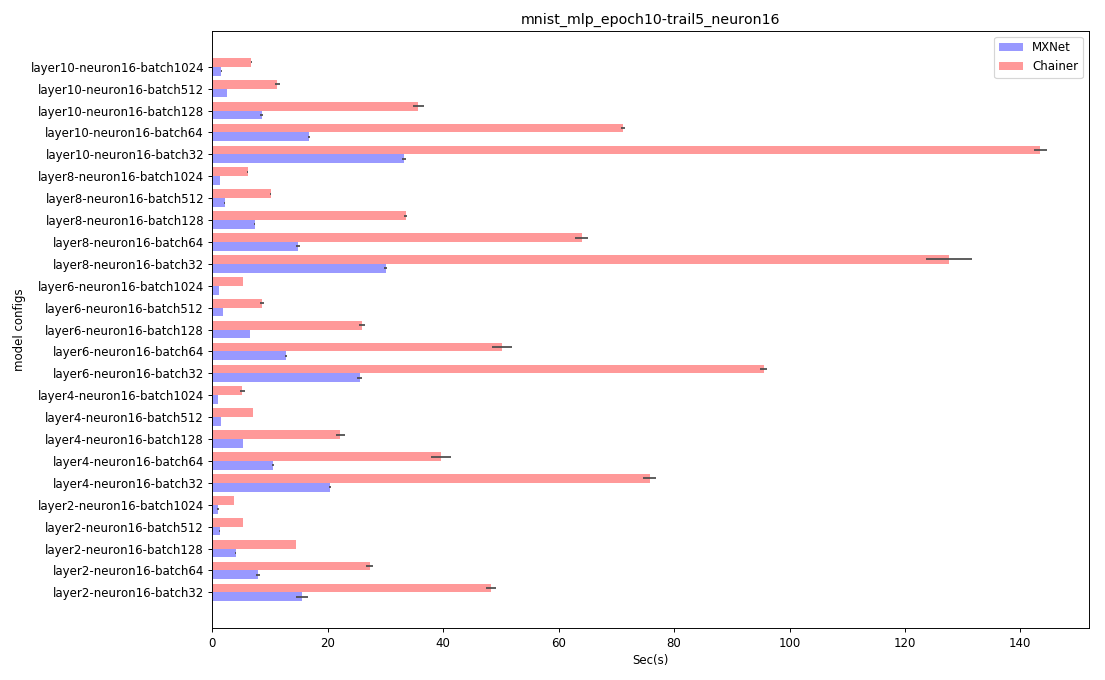 mnist_mlp_epoch10-trail5_neuron16
MXNet
Chainer
model configs
layer10-neuron16-batch1024
layer10-neuron16-batch512
layer10-neuron16-batch128
layer10-neuron16-batch64
layer10-neuron16-batch32
layer8-neuron16-batch1024
layer8-neuron16-batch512
layer8-neuron16-batch128
layer8-neuron16-batch64
layer8-neuron16-batch32
layer6-neuron16-batch1024
layer6-neuron16-batch512
layer6-neuron16-batch128
layer6-neuron16-batch64
layer6-neuron16-batch32
layer4-neuron16-batch1024
layer4-neuron16-batch512
layer4-neuron16-batch128
layer4-neuron16-batch64
layer4-neuron16-batch32
layer2-neuron16-batch1024
layer2-neuron16-batch512
layer2-neuron16-batch128
layer2-neuron16-batch64
layer2-neuron16-batch32
0 20 40 60 80 100 120 140
Sec(s)